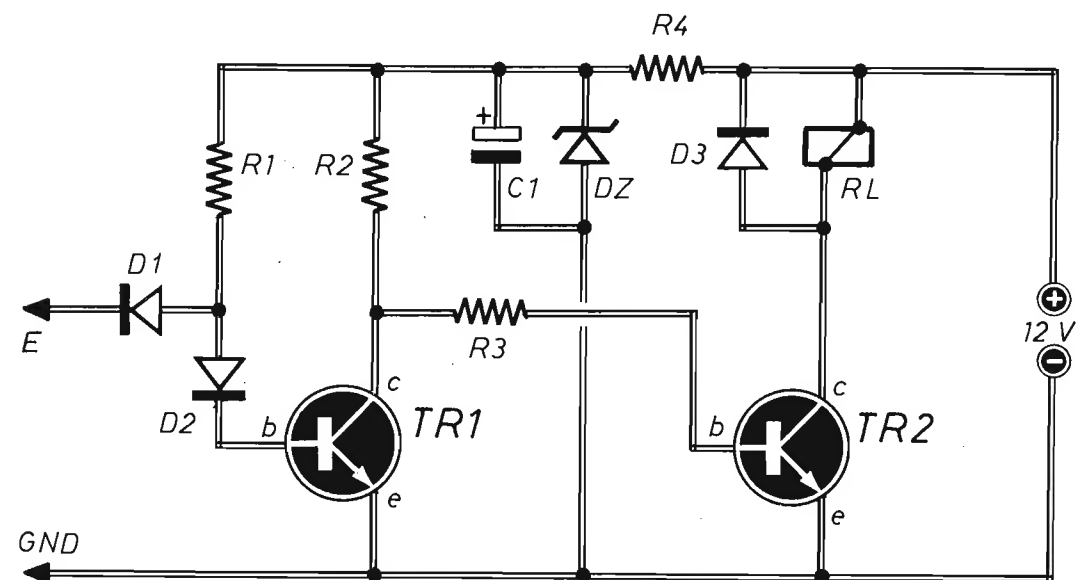 R4
+
R1
R2
C1
DZ
D3
RL
D1
E
R3
+
12 V
−
D2
b
c
TR1
e
b
c
TR2
e
GND